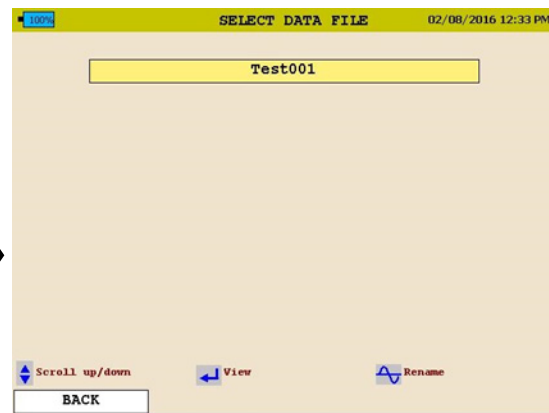 100% SELECT DATA FILE 02/08/2016 12:33 PM
Test001
Scroll up/down View Rename
BACK